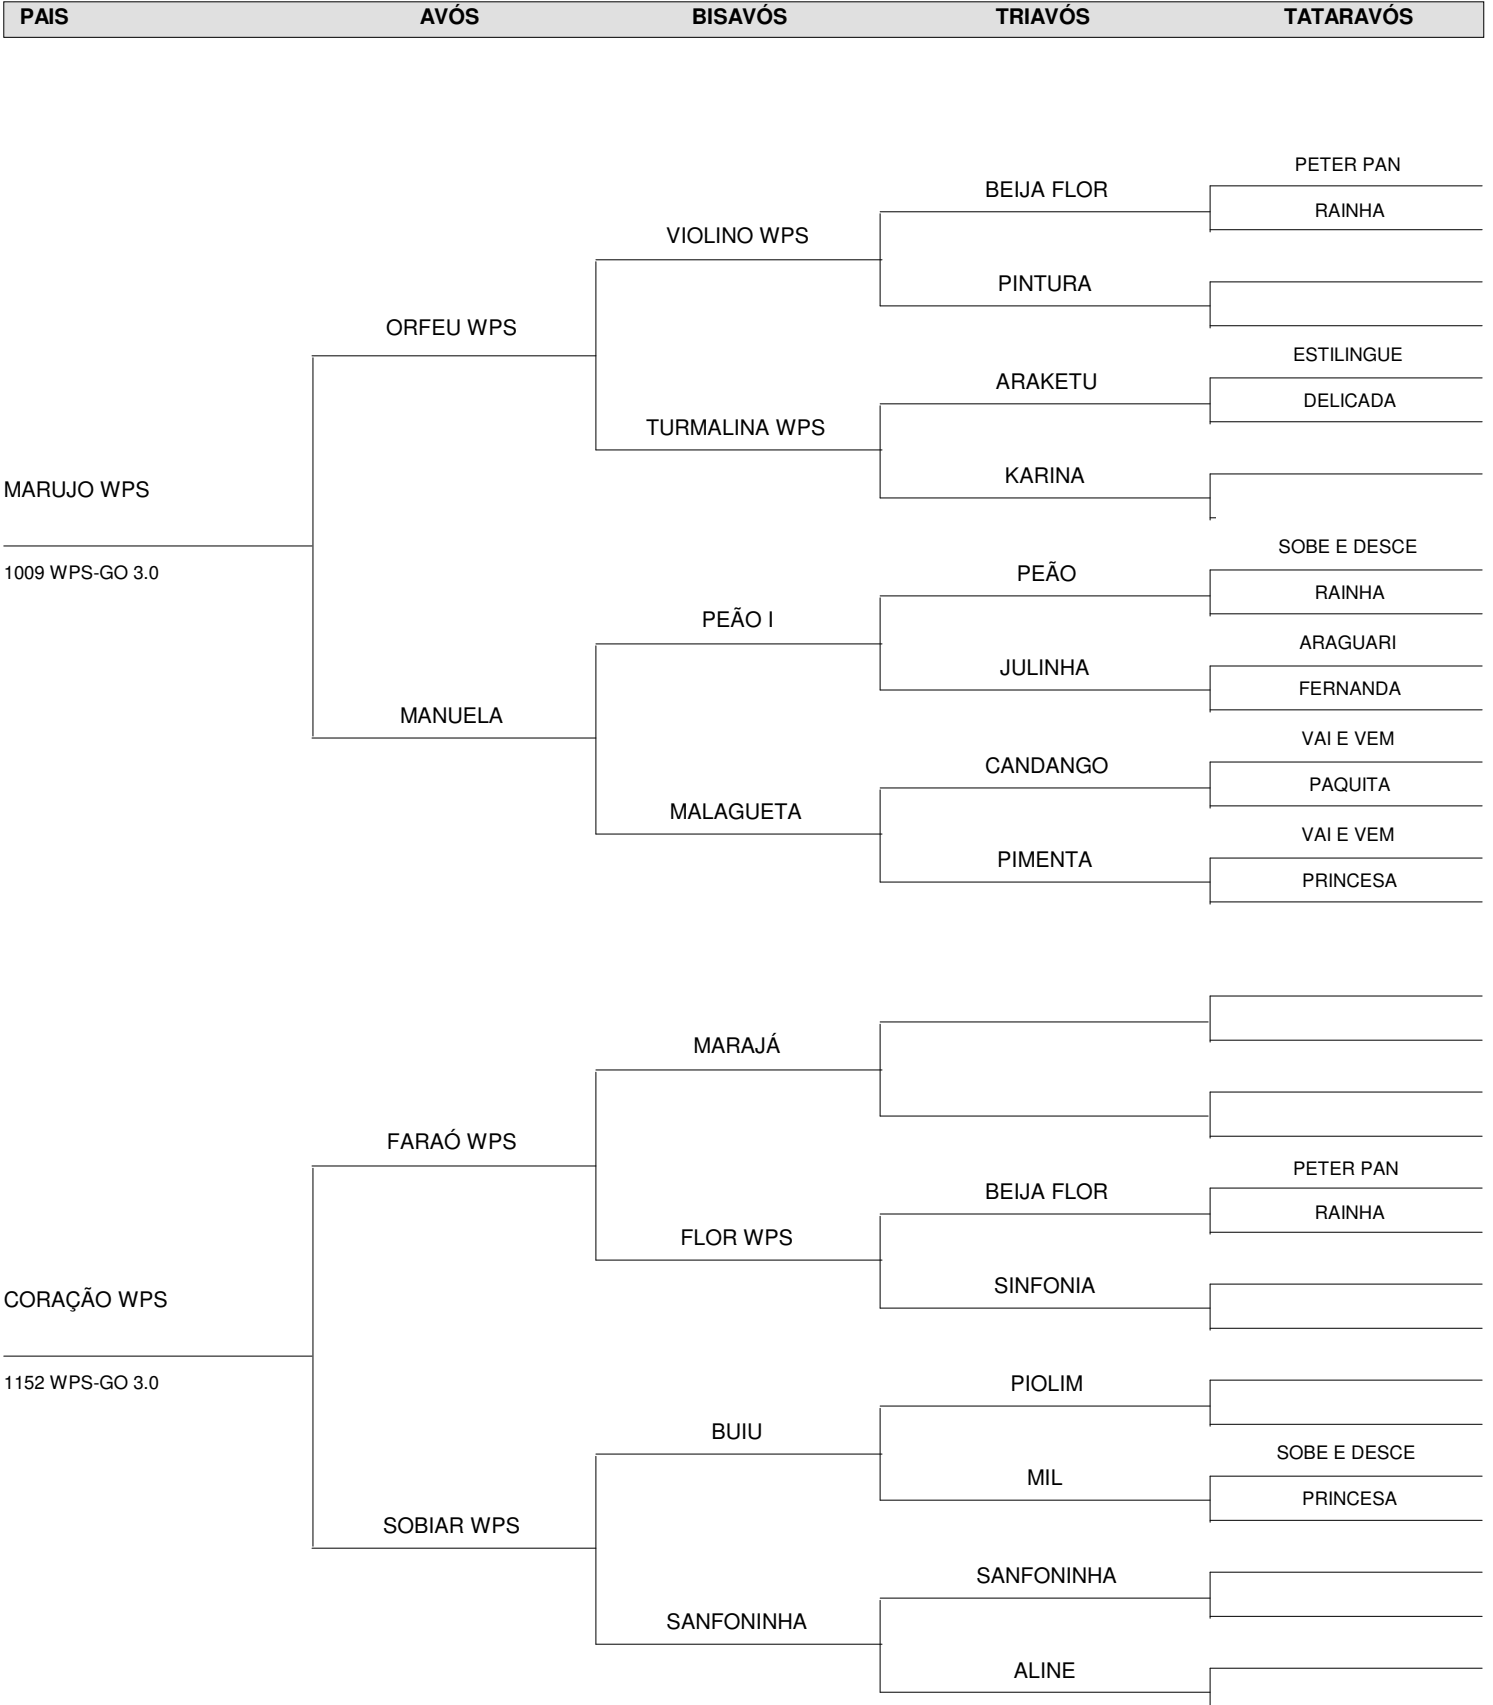 PAIS AVÓS BISAVÓS TRIAVÓS TATARAVÓS
PETER PAN
BEIJA FLOR
RAINHA
VIOLINO WPS
PINTURA
ORFEU WPS
ESTILINGUE
ARAKETU
DELICADA
TURMALINA WPS
KARINA
MARUJO WPS
SOBE E DESCE
1009 WPS-GO 3.0
PEÃO
RAINHA
PEÃO I
ARAGUARI
JULINHA
FERNANDA
MANUELA
VAI E VEM
CANDANGO
PAQUITA
MALAGUETA
VAI E VEM
PIMENTA
PRINCESA
MARAJÁ
FARAÓ WPS
PETER PAN
BEIJA FLOR
RAINHA
FLOR WPS
SINFONIA
CORAÇÃO WPS
1152 WPS-GO 3.0
PIOLIM
BUIU
SOBE E DESCE
MIL
PRINCESA
SOBIAR WPS
SANFONINHA
SANFONINHA
ALINE